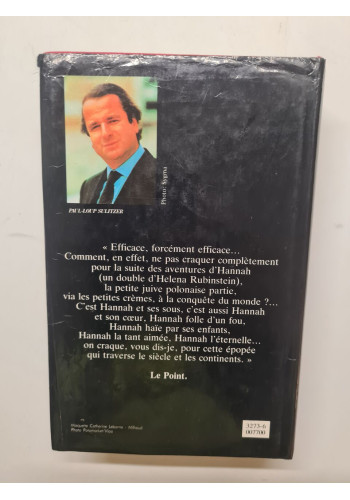 Photo: Sygma
PAUL-LOUP SULITZER
« Efficace, forcément efficace...
Comment, en effet, ne pas craquer complètement
pour la suite des aventures d'Hannah
(un double d'Helena Rubinstein),
la petite juive polonaise partie,
via les petites crèmes, à la conquête du monde ?...
C'est Hannah et ses sous, c'est aussi Hannah
et son cœur, Hannah folle d'un fou,
Hannah haïe par ses enfants,
Hannah la tant aimée, Hannah l'éternelle...
on craque, vous dis-je, pour cette épopée
qui traverse le siècle et les continents. »
Le Point.
Maquette Catherine
Photo